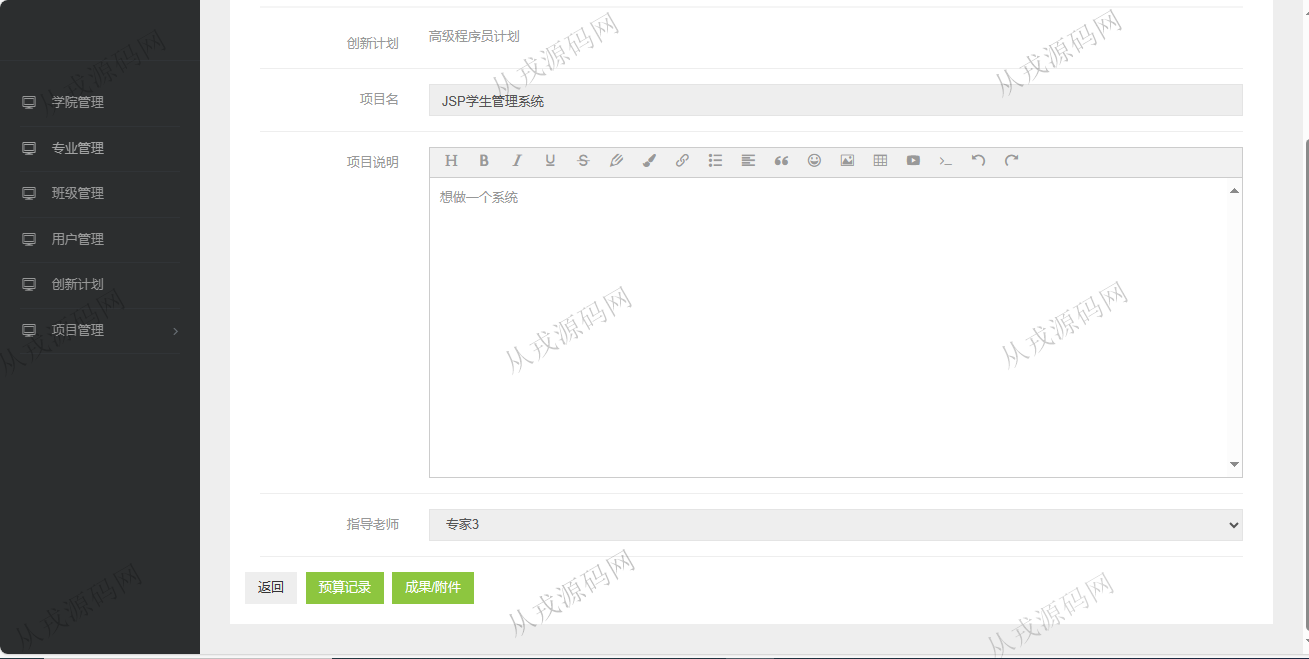 学院管理
专业管理
班级管理
用户管理
创新计划
项目管理
创新计划
高级程序员计划
项目名
JSP学生管理系统
项目说明
想做一个系统
指导老师
专家3
返回
预算记录
成果/附件
从戎源码网
从戎源码网
从戎源码网
从戎源码网
从戎源码网
从戎源码网
从戎源码网
从戎源码网
从戎源码网